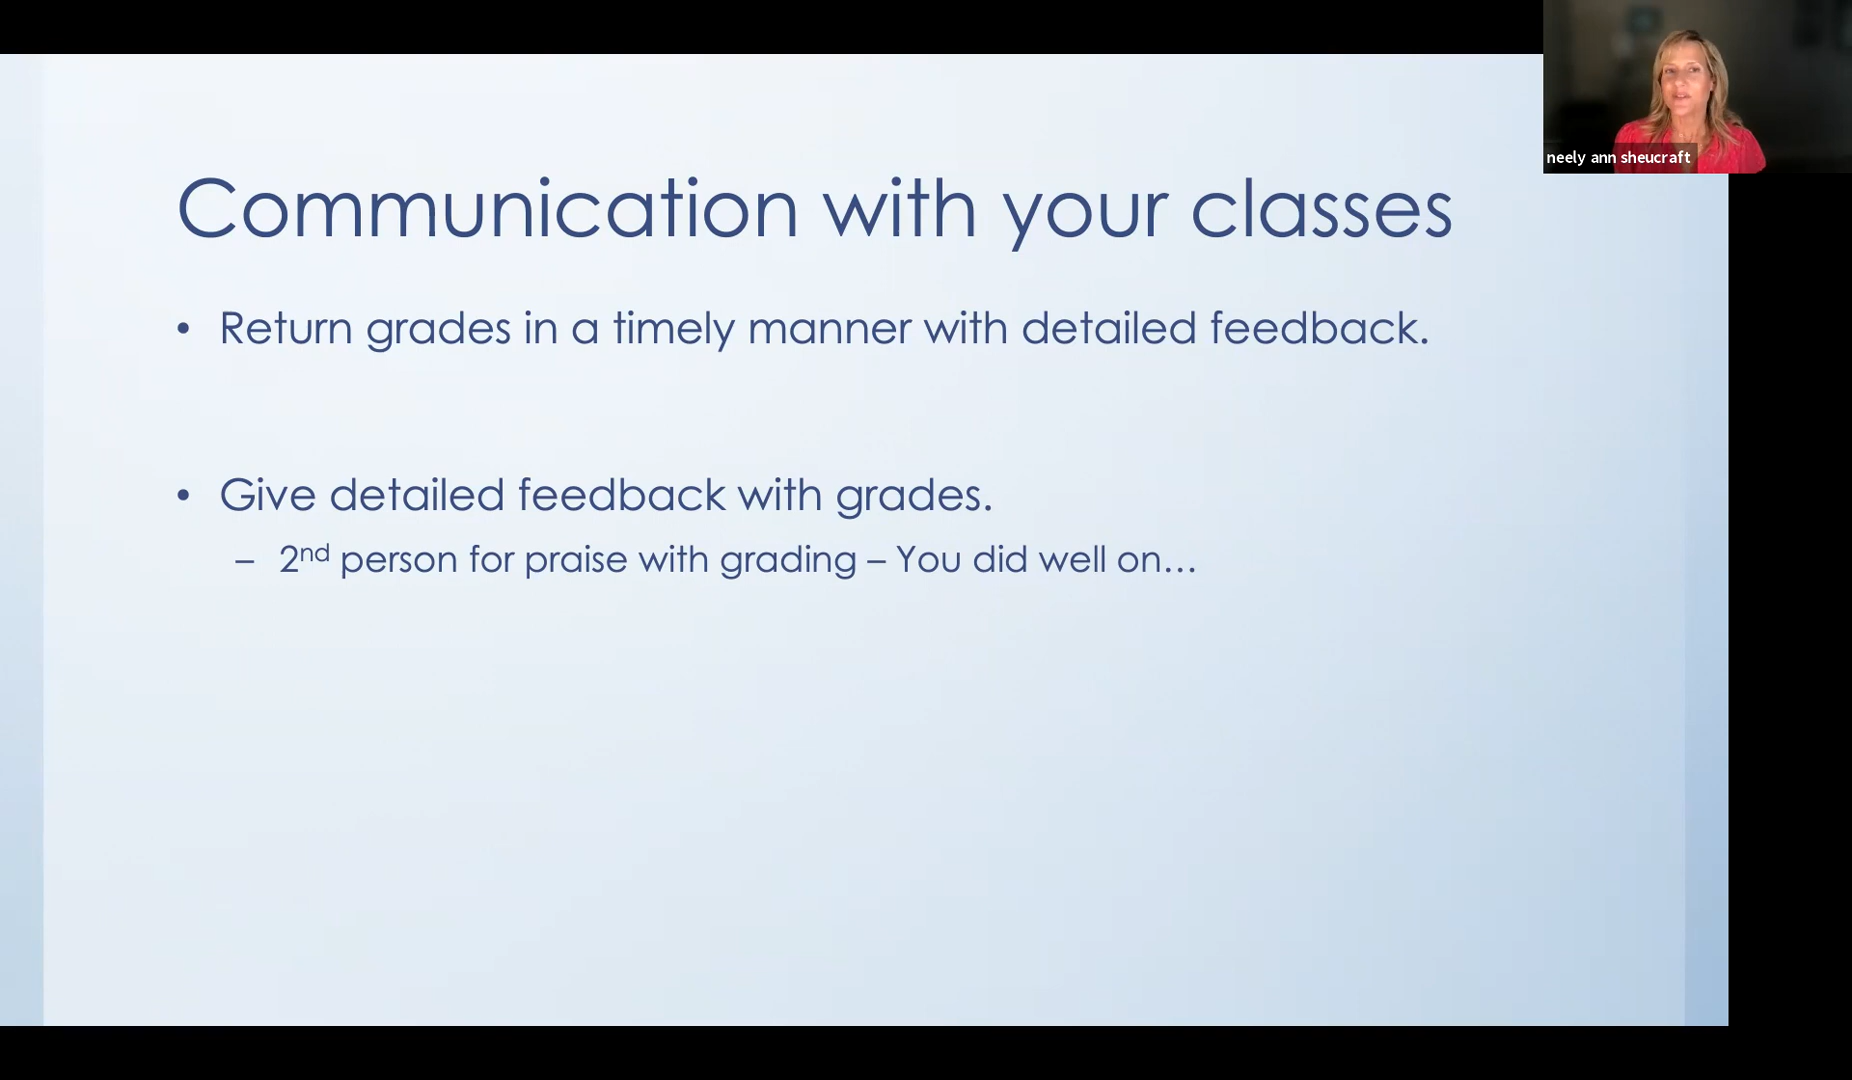 neely ann sheucraft
Communication with your classes
• Return grades in a timely manner with detailed feedback.
• Give detailed feedback with grades.
– 2nd person for praise with grading – You did well on…